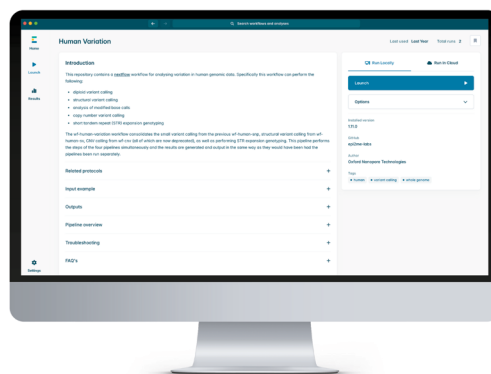 Search workflows and analyses
Home
Launch
Results
Settings
Human Variation
Last used Last Year Total runs 2
Introduction
This repository contains a nextflow workflow for analysing variation in human genomic data. Specifically this workflow can perform the
following:
• diploid variant calling
• structural variant calling
• analysis of modified base calls
• copy number variant calling
• short tandem repeat (STR) expansion genotyping
The wf-human-variation workflow consolidates the small variant calling from the previous wf-human-snp, structural variant calling from wf-
human-sv, CNV calling from wf-cnv (all of which are now deprecated), as well as performing STR expansion genotyping. This pipeline performs
the steps of the four pipelines simultaneously and the results are generated and output in the same way as they would have been had the
pipelines been run separately.
Related protocols +
Input example +
Outputs +
Pipeline overview +
Troubleshooting +
FAQ's +
Run Locally Run in Cloud
Launch
Options
Installed version
Github
epi2me-labs
Author
Oxford Nanopore Technologies
Tags
human variant calling whole genome